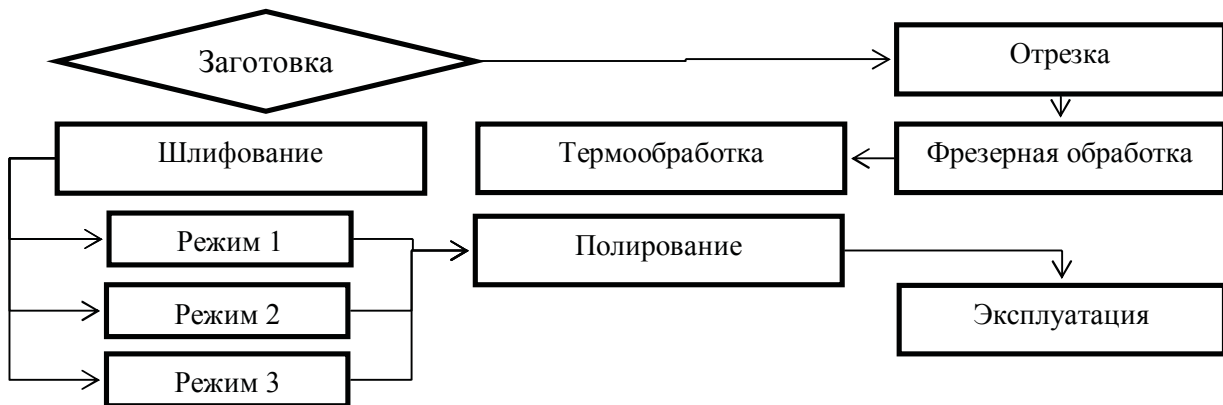 Заготовка
Отрезка
Шлифование
Термообработка
Фрезерная обработка
Режим 1
Полирование
Режим 2
Эксплуатация
Режим 3